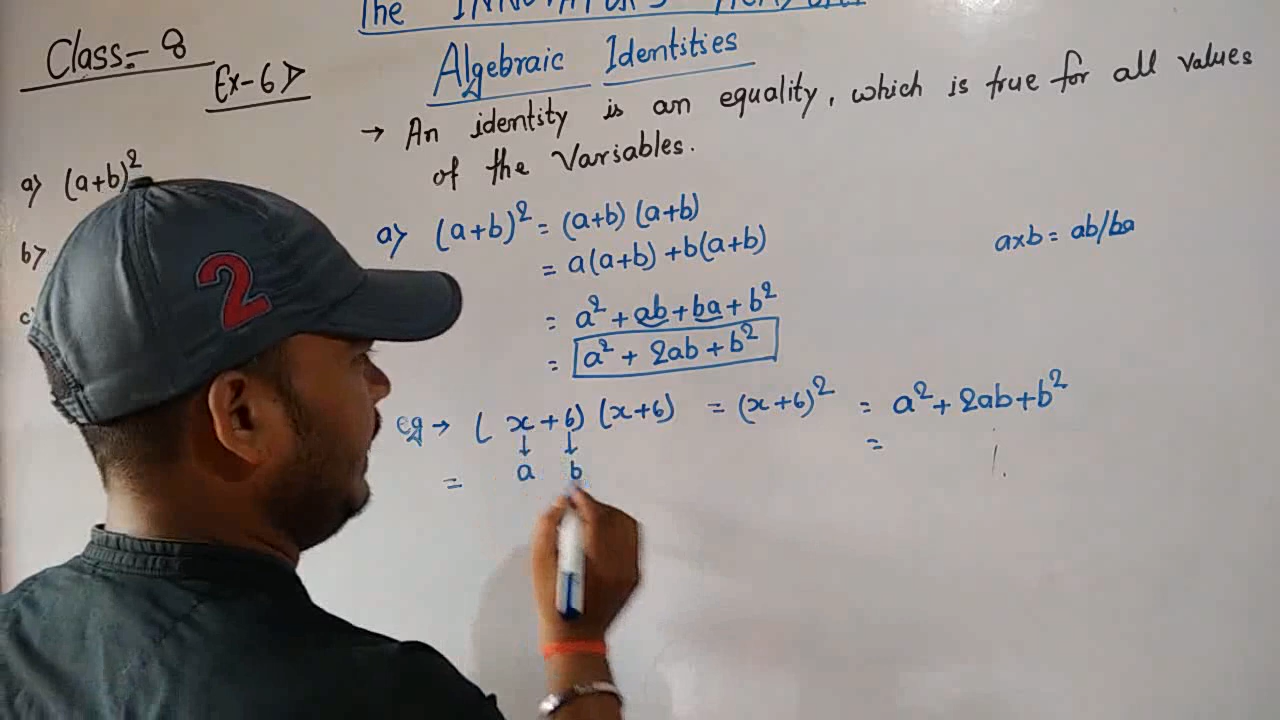 The
Class:- 8
Ex-6>
Algebraic Identities
→ An identity is an equality, which is true for all values
of the Variables.
a> (a+b)²
b>
c
a> (a+b)² = (a+b) (a+b)
= a(a+b) + b(a+b)
= a² + ab + ba + b²
= a² + 2ab + b²
axb = ab/ba
eg → (x+6) (x+6) = (x+6)² = a² + 2ab + b²
↓ ↓
= a b
=
2